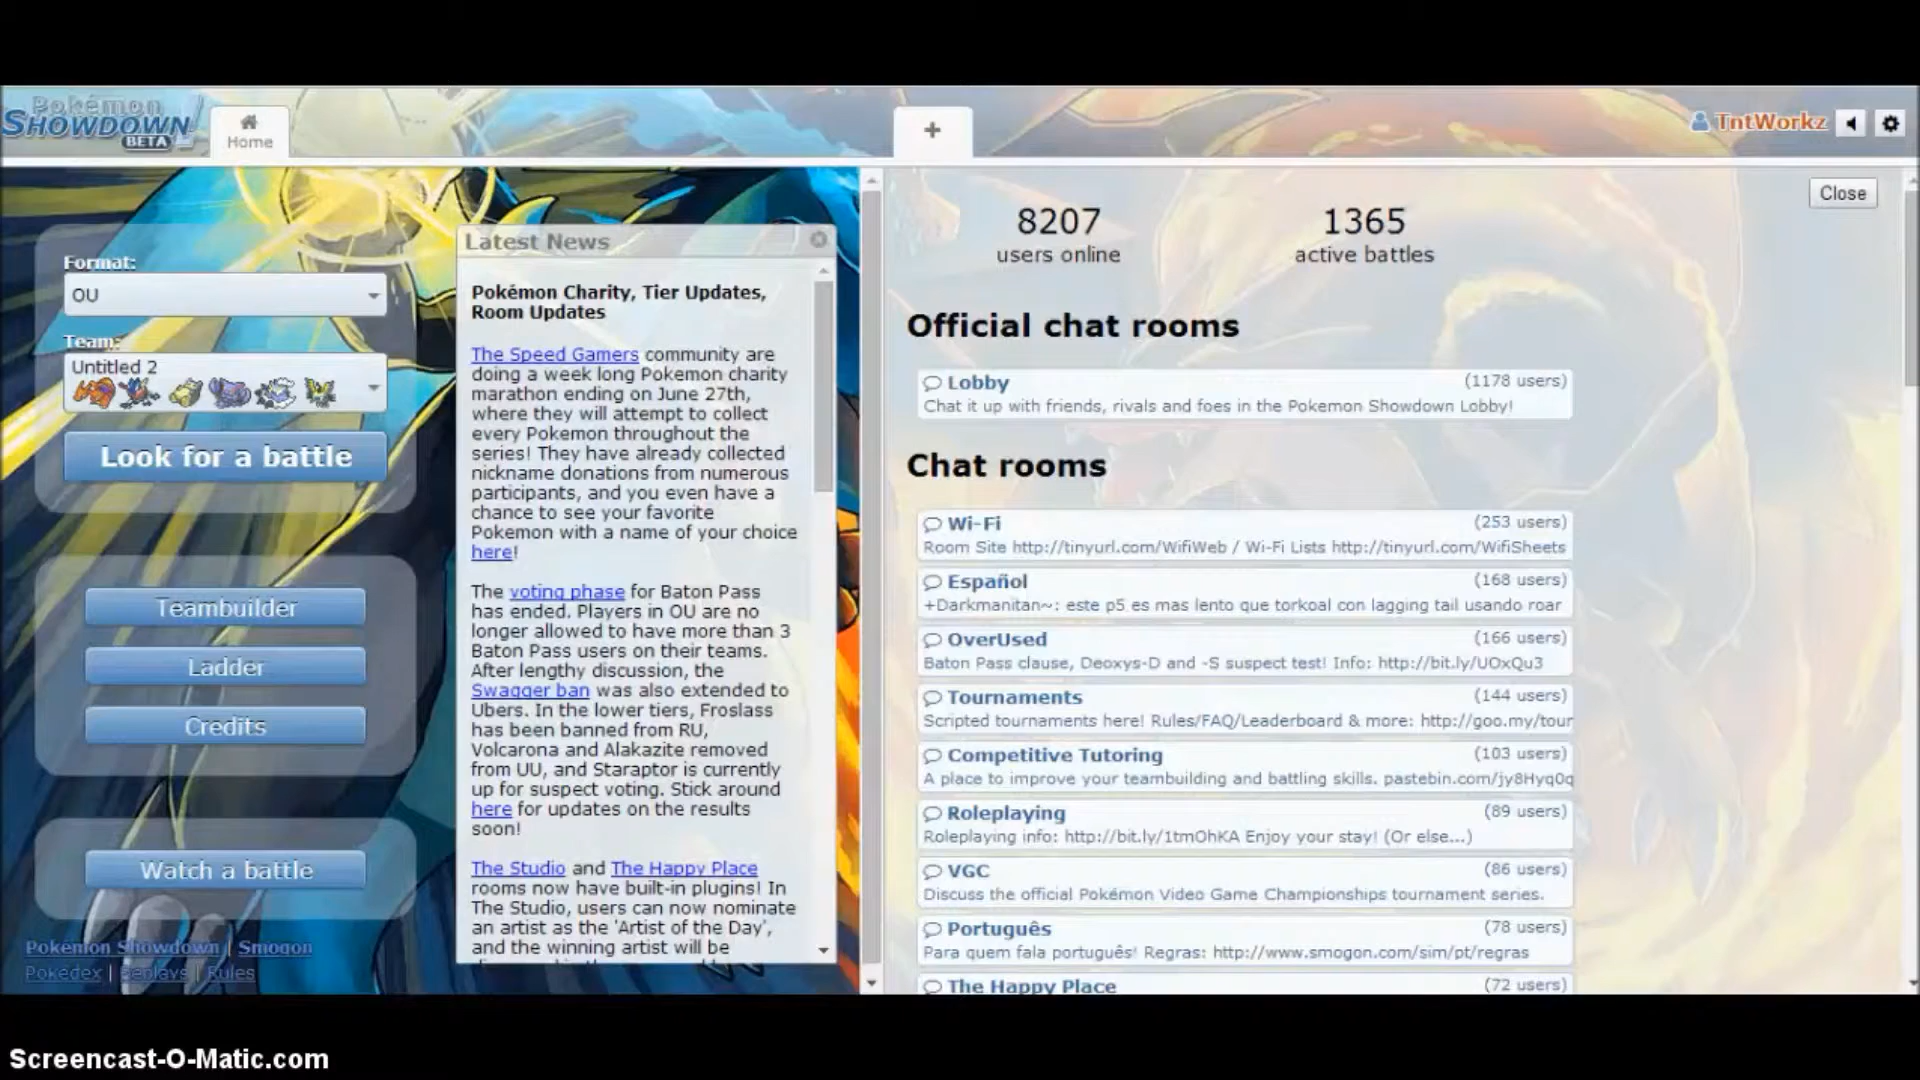 Pokémon
SHOWDOWN!
BETA
Home
TntWorkz
Format:
OU
Team:
Untitled 2
Look for a battle
Teambuilder
Ladder
Credits
Watch a battle
Pokémon Showdown | Smogon
Pokédex | Replays | Rules
Latest News
Pokémon Charity, Tier Updates,
Room Updates
The Speed Gamers community are
doing a week long Pokemon charity
marathon ending on June 27th,
where they will attempt to collect
every Pokemon throughout the
series! They have already collected
nickname donations from numerous
participants, and you even have a
chance to see your favorite
Pokemon with a name of your choice
here!
The voting phase for Baton Pass
has ended. Players in OU are no
longer allowed to have more than 3
Baton Pass users on their teams.
After lengthy discussion, the
Swagger ban was also extended to
Ubers. In the lower tiers, Froslass
has been banned from RU,
Volcarona and Alakazite removed
from UU, and Staraptor is currently
up for suspect voting. Stick around
here for updates on the results
soon!
The Studio and The Happy Place
rooms now have built-in plugins! In
The Studio, users can now nominate
an artist as the 'Artist of the Day',
and the winning artist will be
Close
8207 1365
users online active battles
Official chat rooms
Lobby (1178 users)
Chat it up with friends, rivals and foes in the Pokemon Showdown Lobby!
Chat rooms
Wi-Fi (253 users)
Room Site http://tinyurl.com/WifiWeb / Wi-Fi Lists http://tinyurl.com/WifiSheets
Español (168 users)
+Darkmanitan~: este p5 es mas lento que torkoal con lagging tail usando roar
OverUsed (166 users)
Baton Pass clause, Deoxys-D and -S suspect test! Info: http://bit.ly/UOxQu3
Tournaments (144 users)
Scripted tournaments here! Rules/FAQ/Leaderboard & more: http://goo.my/tour
Competitive Tutoring (103 users)
A place to improve your teambuilding and battling skills. pastebin.com/jy8Hyq0q
Roleplaying (89 users)
Roleplaying info: http://bit.ly/1tmOhKA Enjoy your stay! (Or else...)
VGC (86 users)
Discuss the official Pokémon Video Game Championships tournament series.
Português (78 users)
Para quem fala português! Regras: http://www.smogon.com/sim/pt/regras
The Happy Place (72 users)
Screencast-O-Matic.com